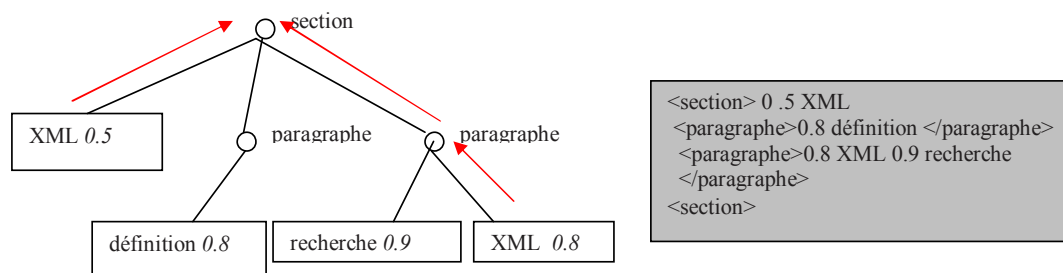 section
XML 0.5
paragraphe
paragraphe
définition 0.8
recherche 0.9
XML 0.8
<section> 0 .5 XML
<paragraphe>0.8 définition </paragraphe>
<paragraphe>0.8 XML 0.9 recherche
</paragraphe>
<section>